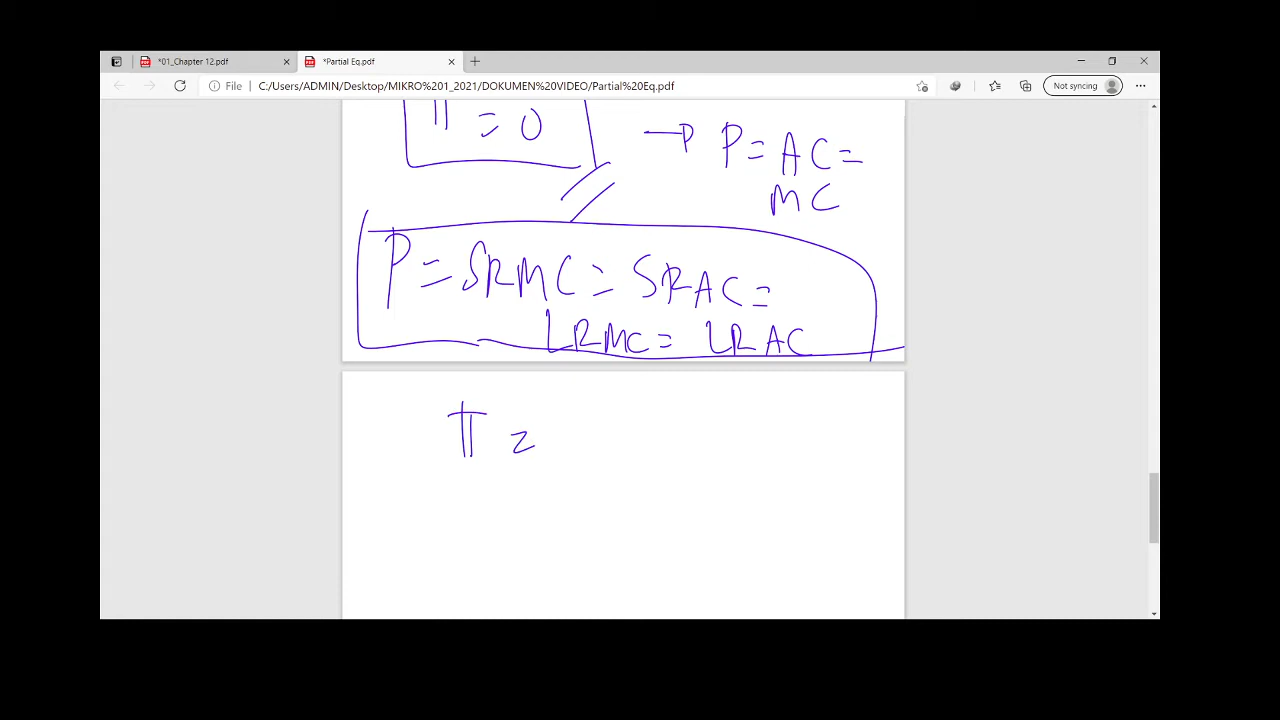 *01_Chapter 12.pdf
*Partial Eq.pdf
File
C:/Users/ADMIN/Desktop/MIKRO%201_2021/DOKUMEN%20VIDEO/Partial%20Eq.pdf
Not syncing
π = 0
→ P = AC =
MC
P = SRMC = SRAC =
LRMC = LRAC
π =